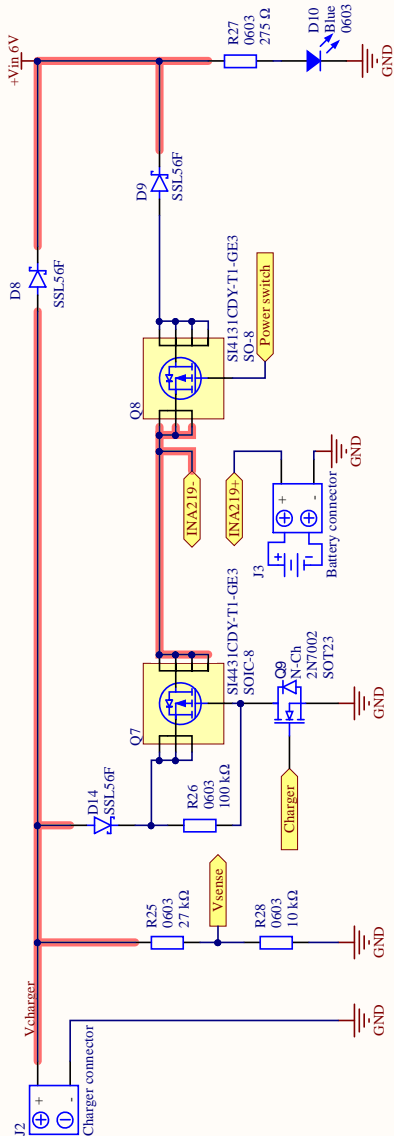 +Vin 6V
R27
0603
275 Ω
D10
Blue
0603
GND
D9
SSL56F
D8
SSL56F
Q8
SI4131CDY-T1-GE3
SO-8
Power switch
INA219-
INA219+
GND
J3
+
-
+
-
Battery connector
Q7
SI4431CDY-T1-GE3
SOIC-8
Q9
N-Ch
2N7002
SOT23
GND
D14
SSL56F
R26
0603
100 kΩ
Charger
R25
0603
27 kΩ
Vsense
R28
0603
10 kΩ
GND
Vcharger
J2
+
-
Charger connector
GND